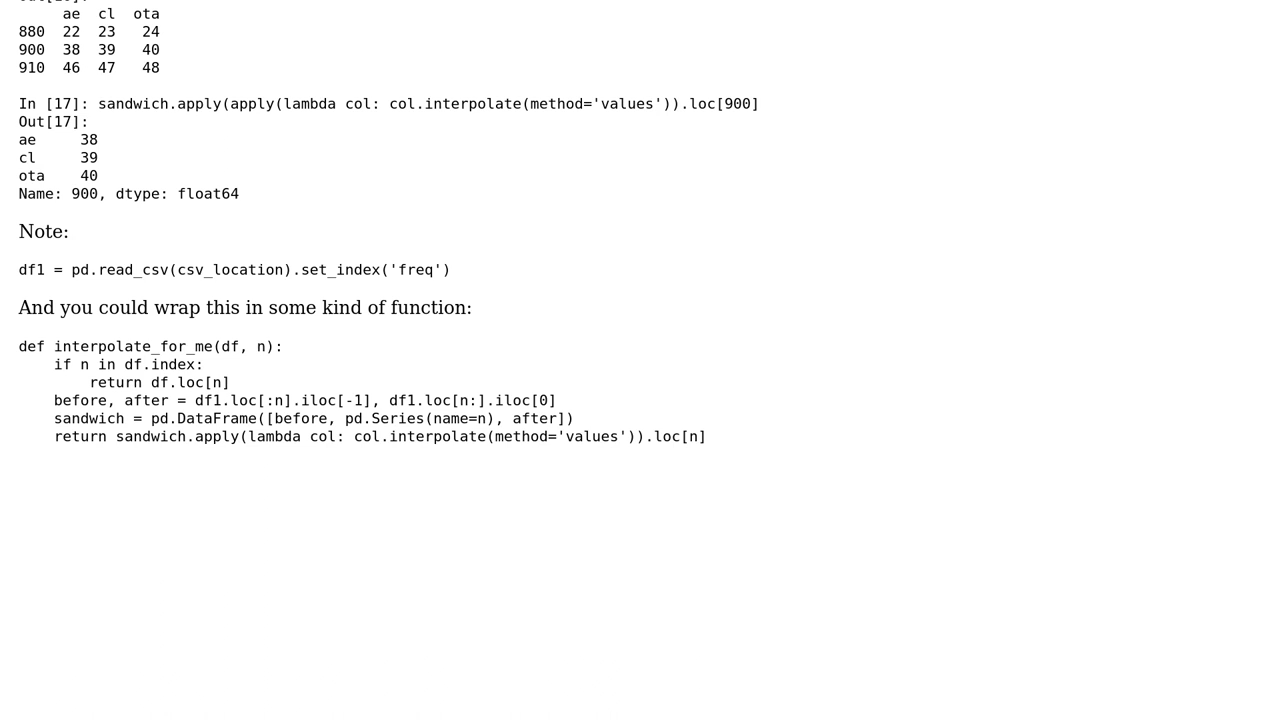 ae  cl  ota
880  22  23   24
900  38  39   40
910  46  47   48
In [17]: sandwich.apply(apply(lambda col: col.interpolate(method='values')).loc[900]
Out[17]:
ae     38
cl     39
ota    40
Name: 900, dtype: float64
Note:
df1 = pd.read_csv(csv_location).set_index('freq')
And you could wrap this in some kind of function:
def interpolate_for_me(df, n):
    if n in df.index:
        return df.loc[n]
    before, after = df1.loc[:n].iloc[-1], df1.loc[n:].iloc[0]
    sandwich = pd.DataFrame([before, pd.Series(name=n), after])
    return sandwich.apply(lambda col: col.interpolate(method='values')).loc[n]